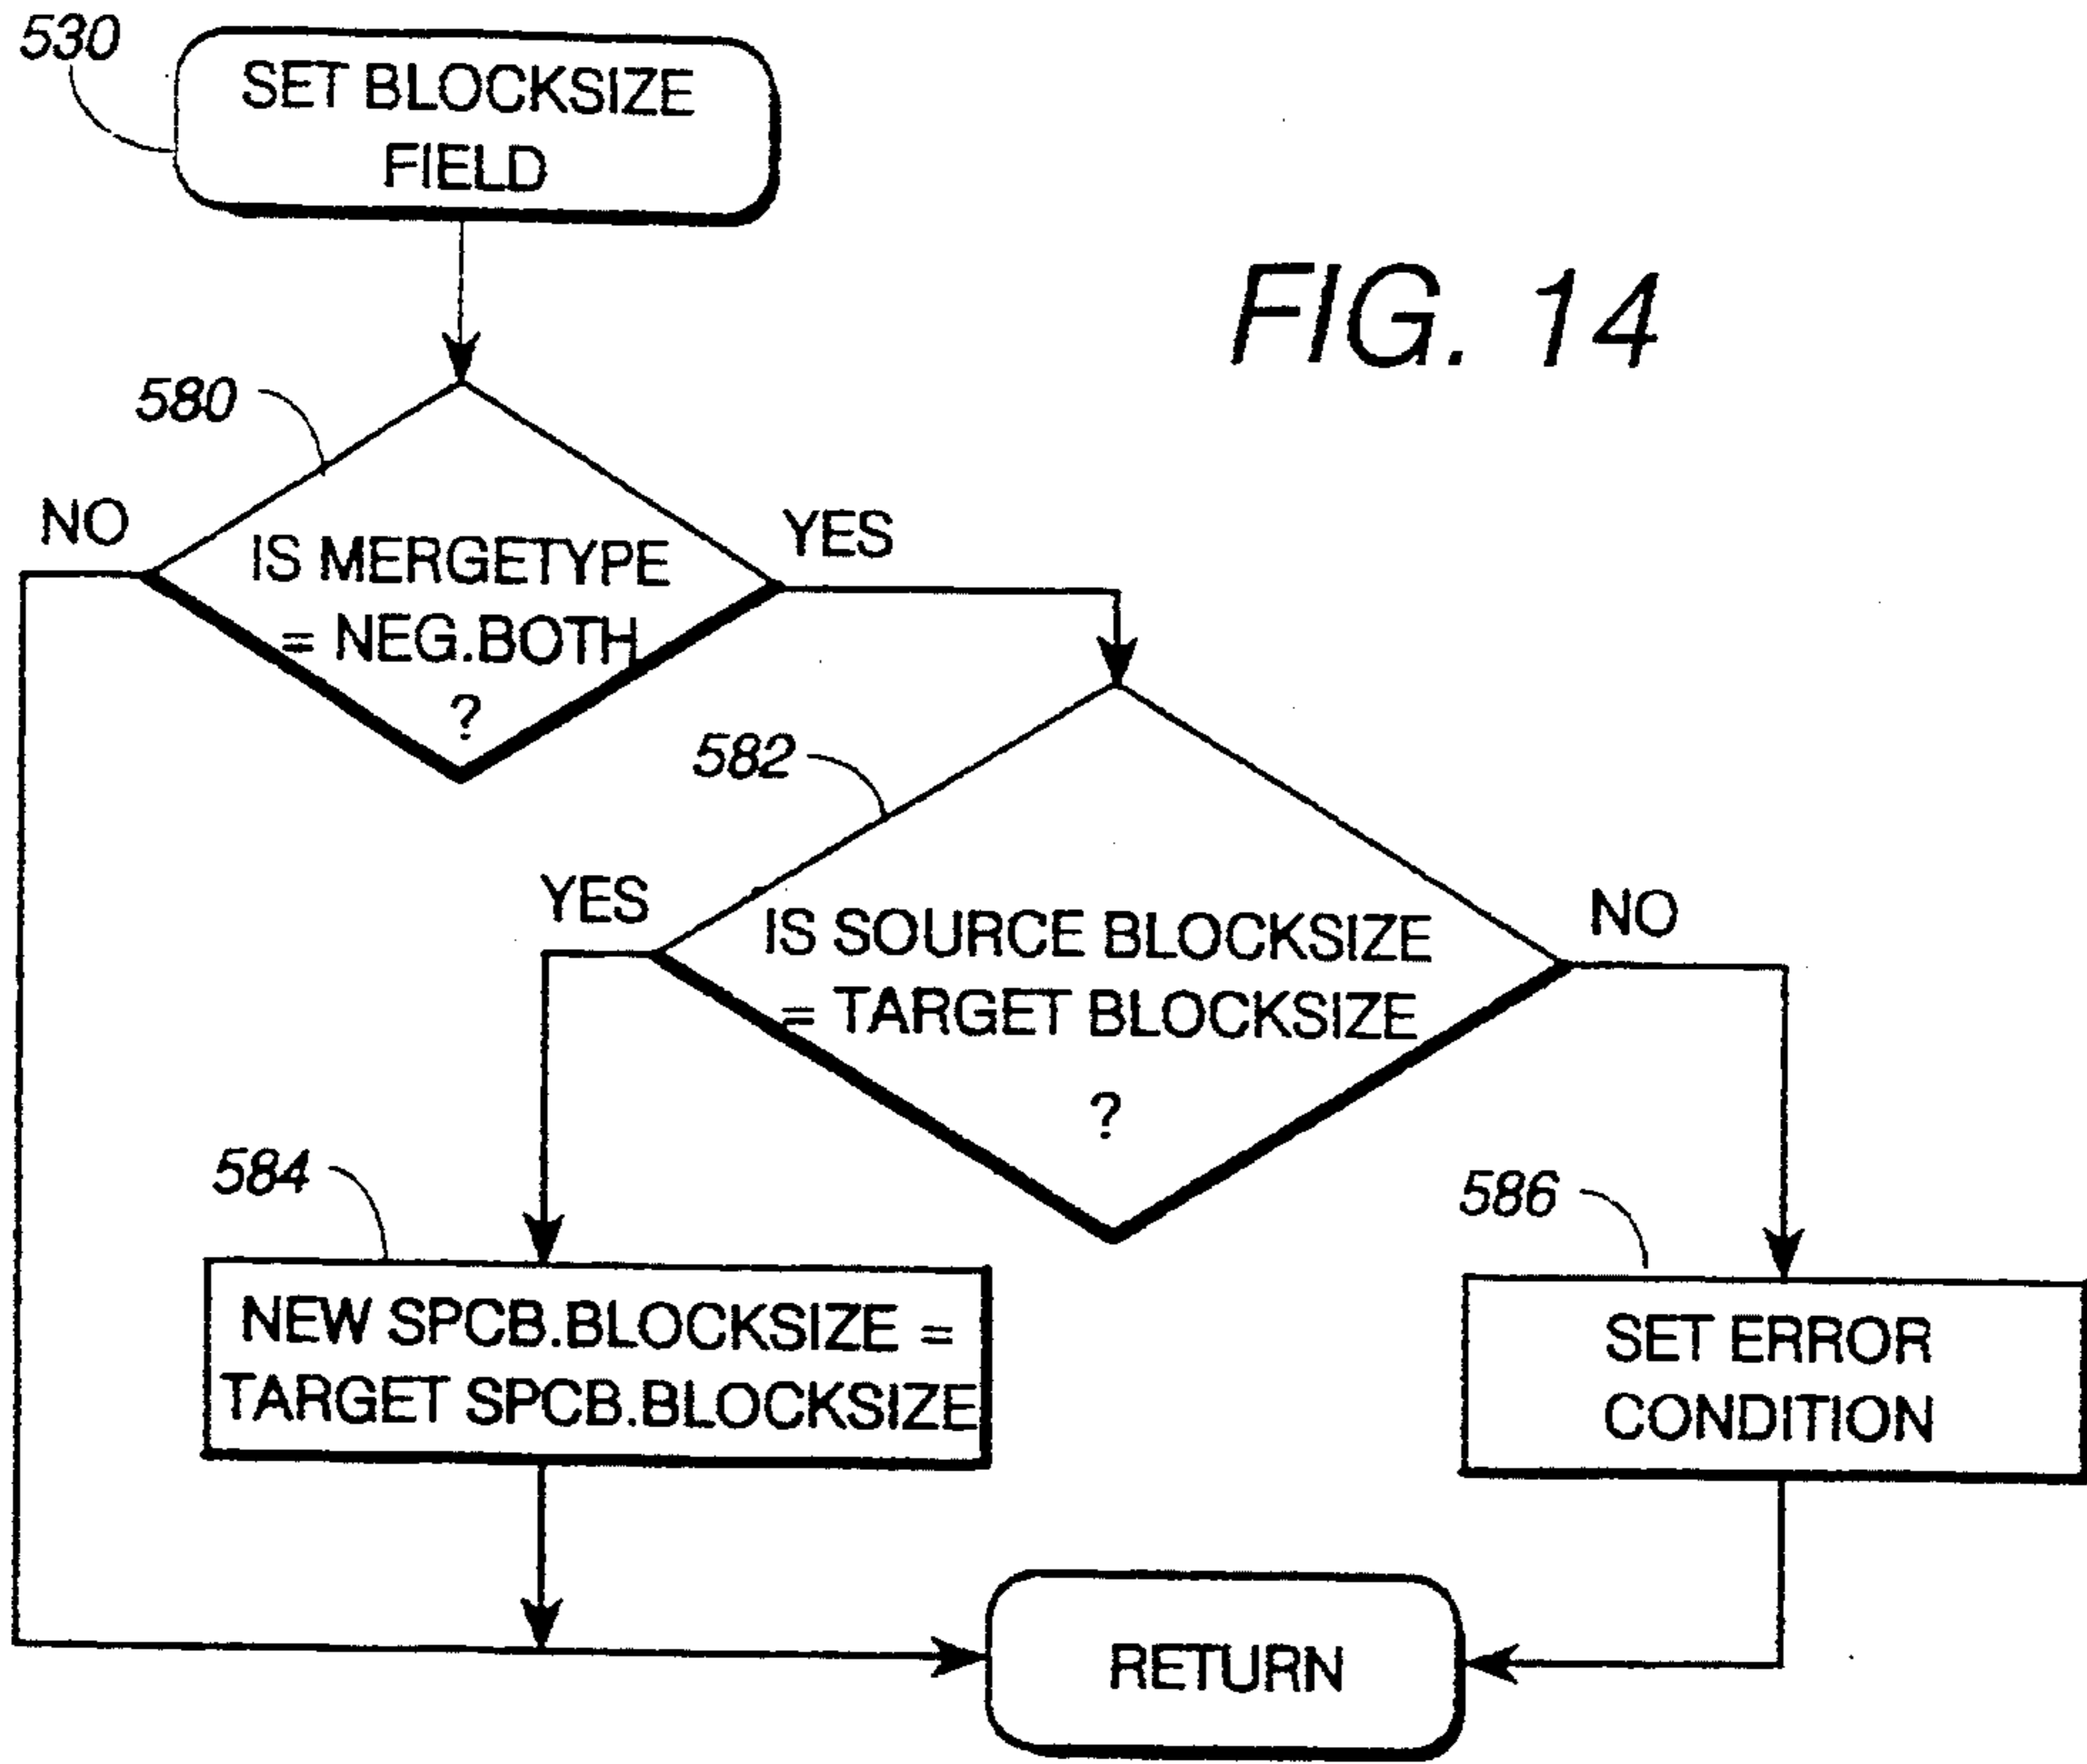 530
SET BLOCKSIZE
FIELD
FIG. 14
580
NO
YES
IS MERGETYPE
= NEG.BOTH
?
582
YES
NO
IS SOURCE BLOCKSIZE
= TARGET BLOCKSIZE
?
584
586
NEW SPCB.BLOCKSIZE =
TARGET SPCB.BLOCKSIZE
SET ERROR
CONDITION
RETURN